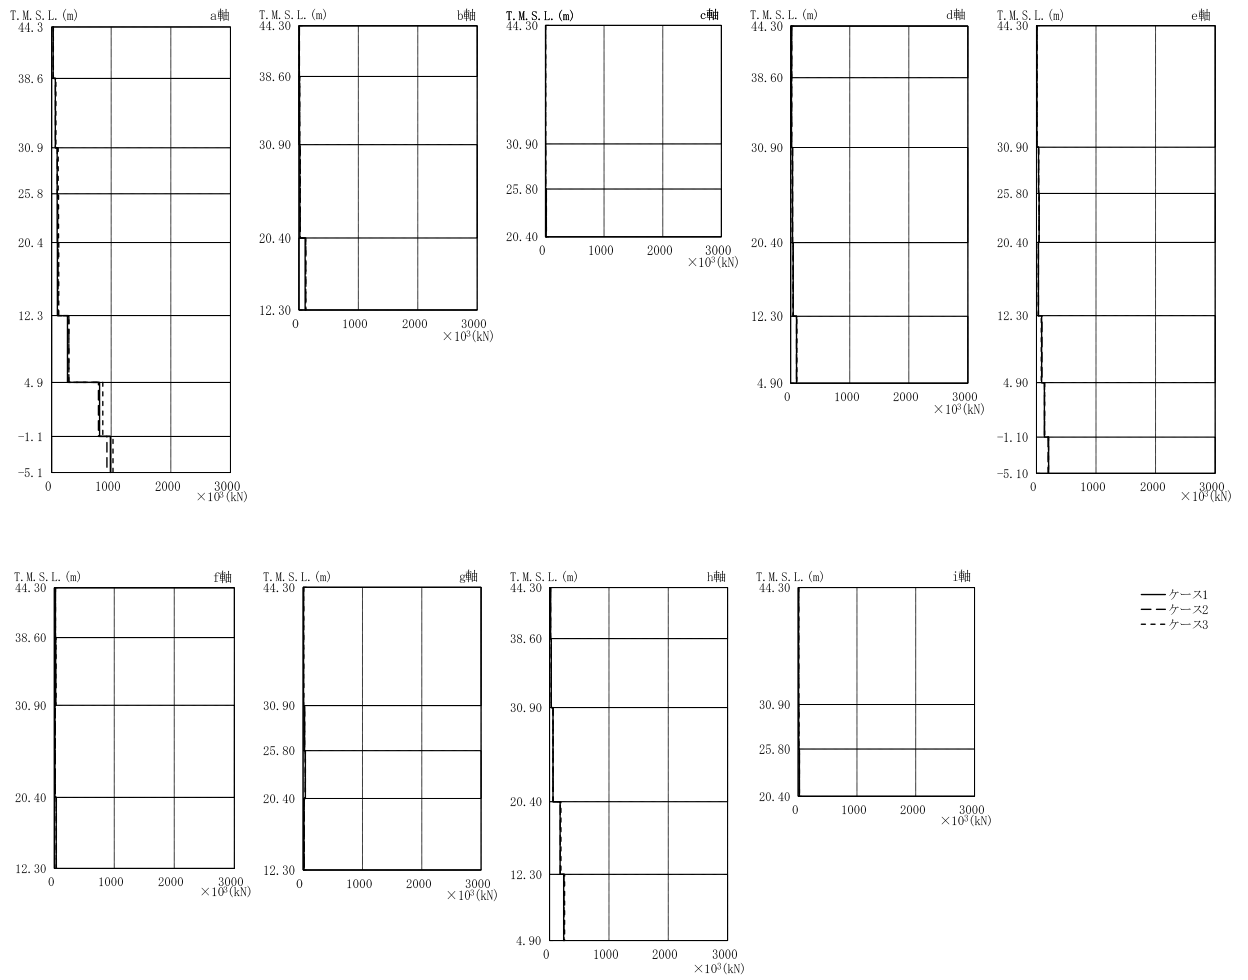 T.M.S.L.(m) a軸
44.3
38.6
30.9
25.8
20.4
12.3
4.9
-1.1
-5.1
0 1000 2000 3000
×10³(kN)
T.M.S.L.(m) b軸
44.30
38.60
30.90
20.40
12.30
0 1000 2000 3000
×10³(kN)
T.M.S.L.(m) c軸
44.30
30.90
25.80
20.40
0 1000 2000 3000
×10³(kN)
T.M.S.L.(m) d軸
44.30
38.60
30.90
20.40
12.30
4.90
0 1000 2000 3000
×10³(kN)
T.M.S.L.(m) e軸
44.30
30.90
25.80
20.40
12.30
4.90
-1.10
-5.10
0 1000 2000 3000
×10³(kN)
T.M.S.L.(m) f軸
44.30
38.60
30.90
20.40
12.30
0 1000 2000 3000
×10³(kN)
T.M.S.L.(m) g軸
44.30
30.90
25.80
20.40
12.30
0 1000 2000 3000
×10³(kN)
T.M.S.L.(m) h軸
44.30
38.60
30.90
20.40
12.30
4.90
0 1000 2000 3000
×10³(kN)
T.M.S.L.(m) i軸
44.30
30.90
25.80
20.40
0 1000 2000 3000
×10³(kN)
ケース1
ケース2
ケース3